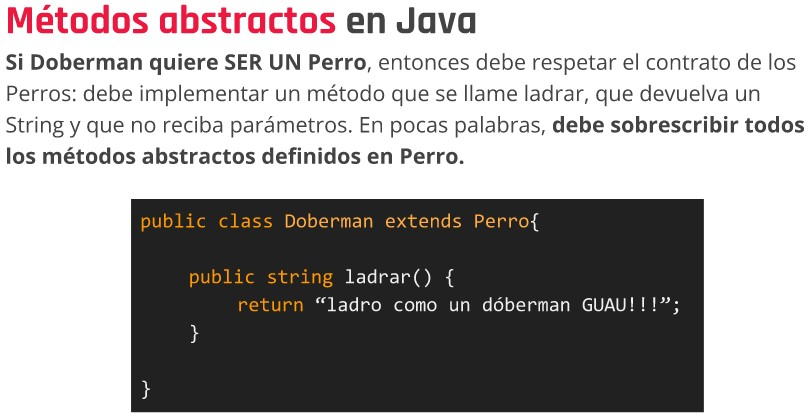 Métodos abstractos en Java
Si Doberman quiere SER UN Perro, entonces debe respetar el contrato de los
Perros: debe implementar un método que se llame ladrar, que devuelva un
String y que no reciba parámetros. En pocas palabras, debe sobrescribir todos
los métodos abstractos definidos en Perro.
public class Doberman extends Perro{
public string ladrar() {
return “ladro como un dóberman GUAU!!!”;
}
}